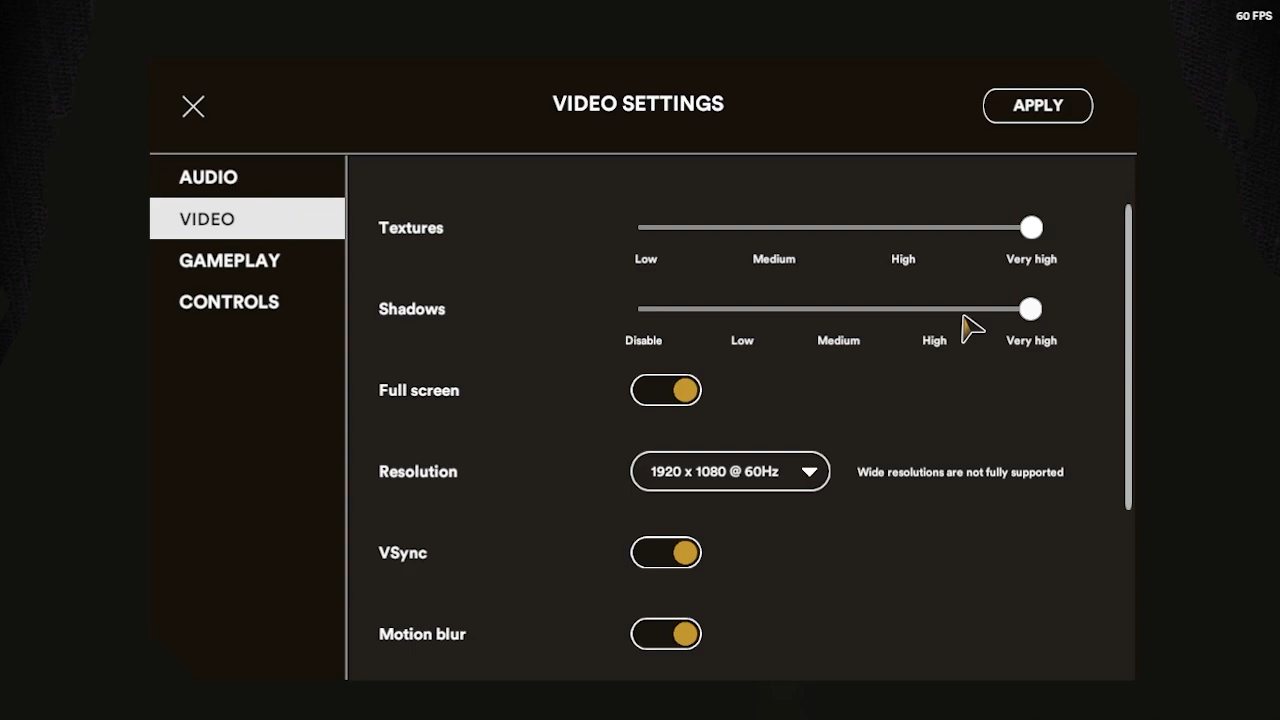 60 FPS
VIDEO SETTINGS
APPLY
AUDIO
VIDEO
GAMEPLAY
CONTROLS
Textures
Low Medium High Very high
Shadows
Disable Low Medium High Very high
Full screen
Resolution
1920 x 1080 @ 60Hz
Wide resolutions are not fully supported
VSync
Motion blur